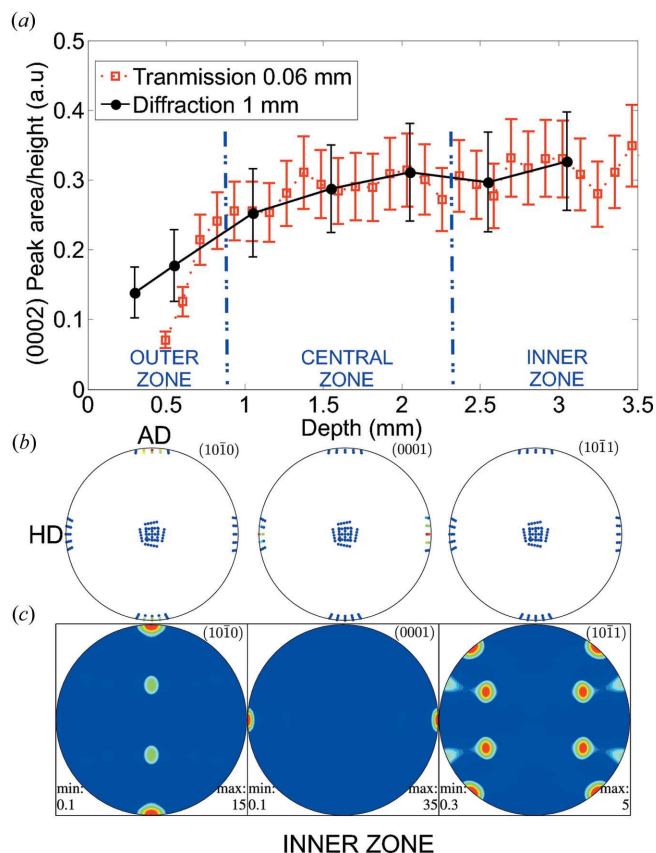 (a)
0.5
0.4
0.3
0.2
0.1
0
(0002) Peak area/height (a.u)
Tranmission 0.06 mm
Diffraction 1 mm
OUTER ZONE
CENTRAL ZONE
INNER ZONE
0 0.5 1 1.5 2 2.5 3 3.5
Depth (mm)
(b)
AD
HD
(101̅0)
(0001)
(101̅1)
(c)
(101̅0)
min: 0.1
max: 15
(0001)
min: 0.1
max: 35
(101̅1)
min: 0.3
max: 5
INNER ZONE